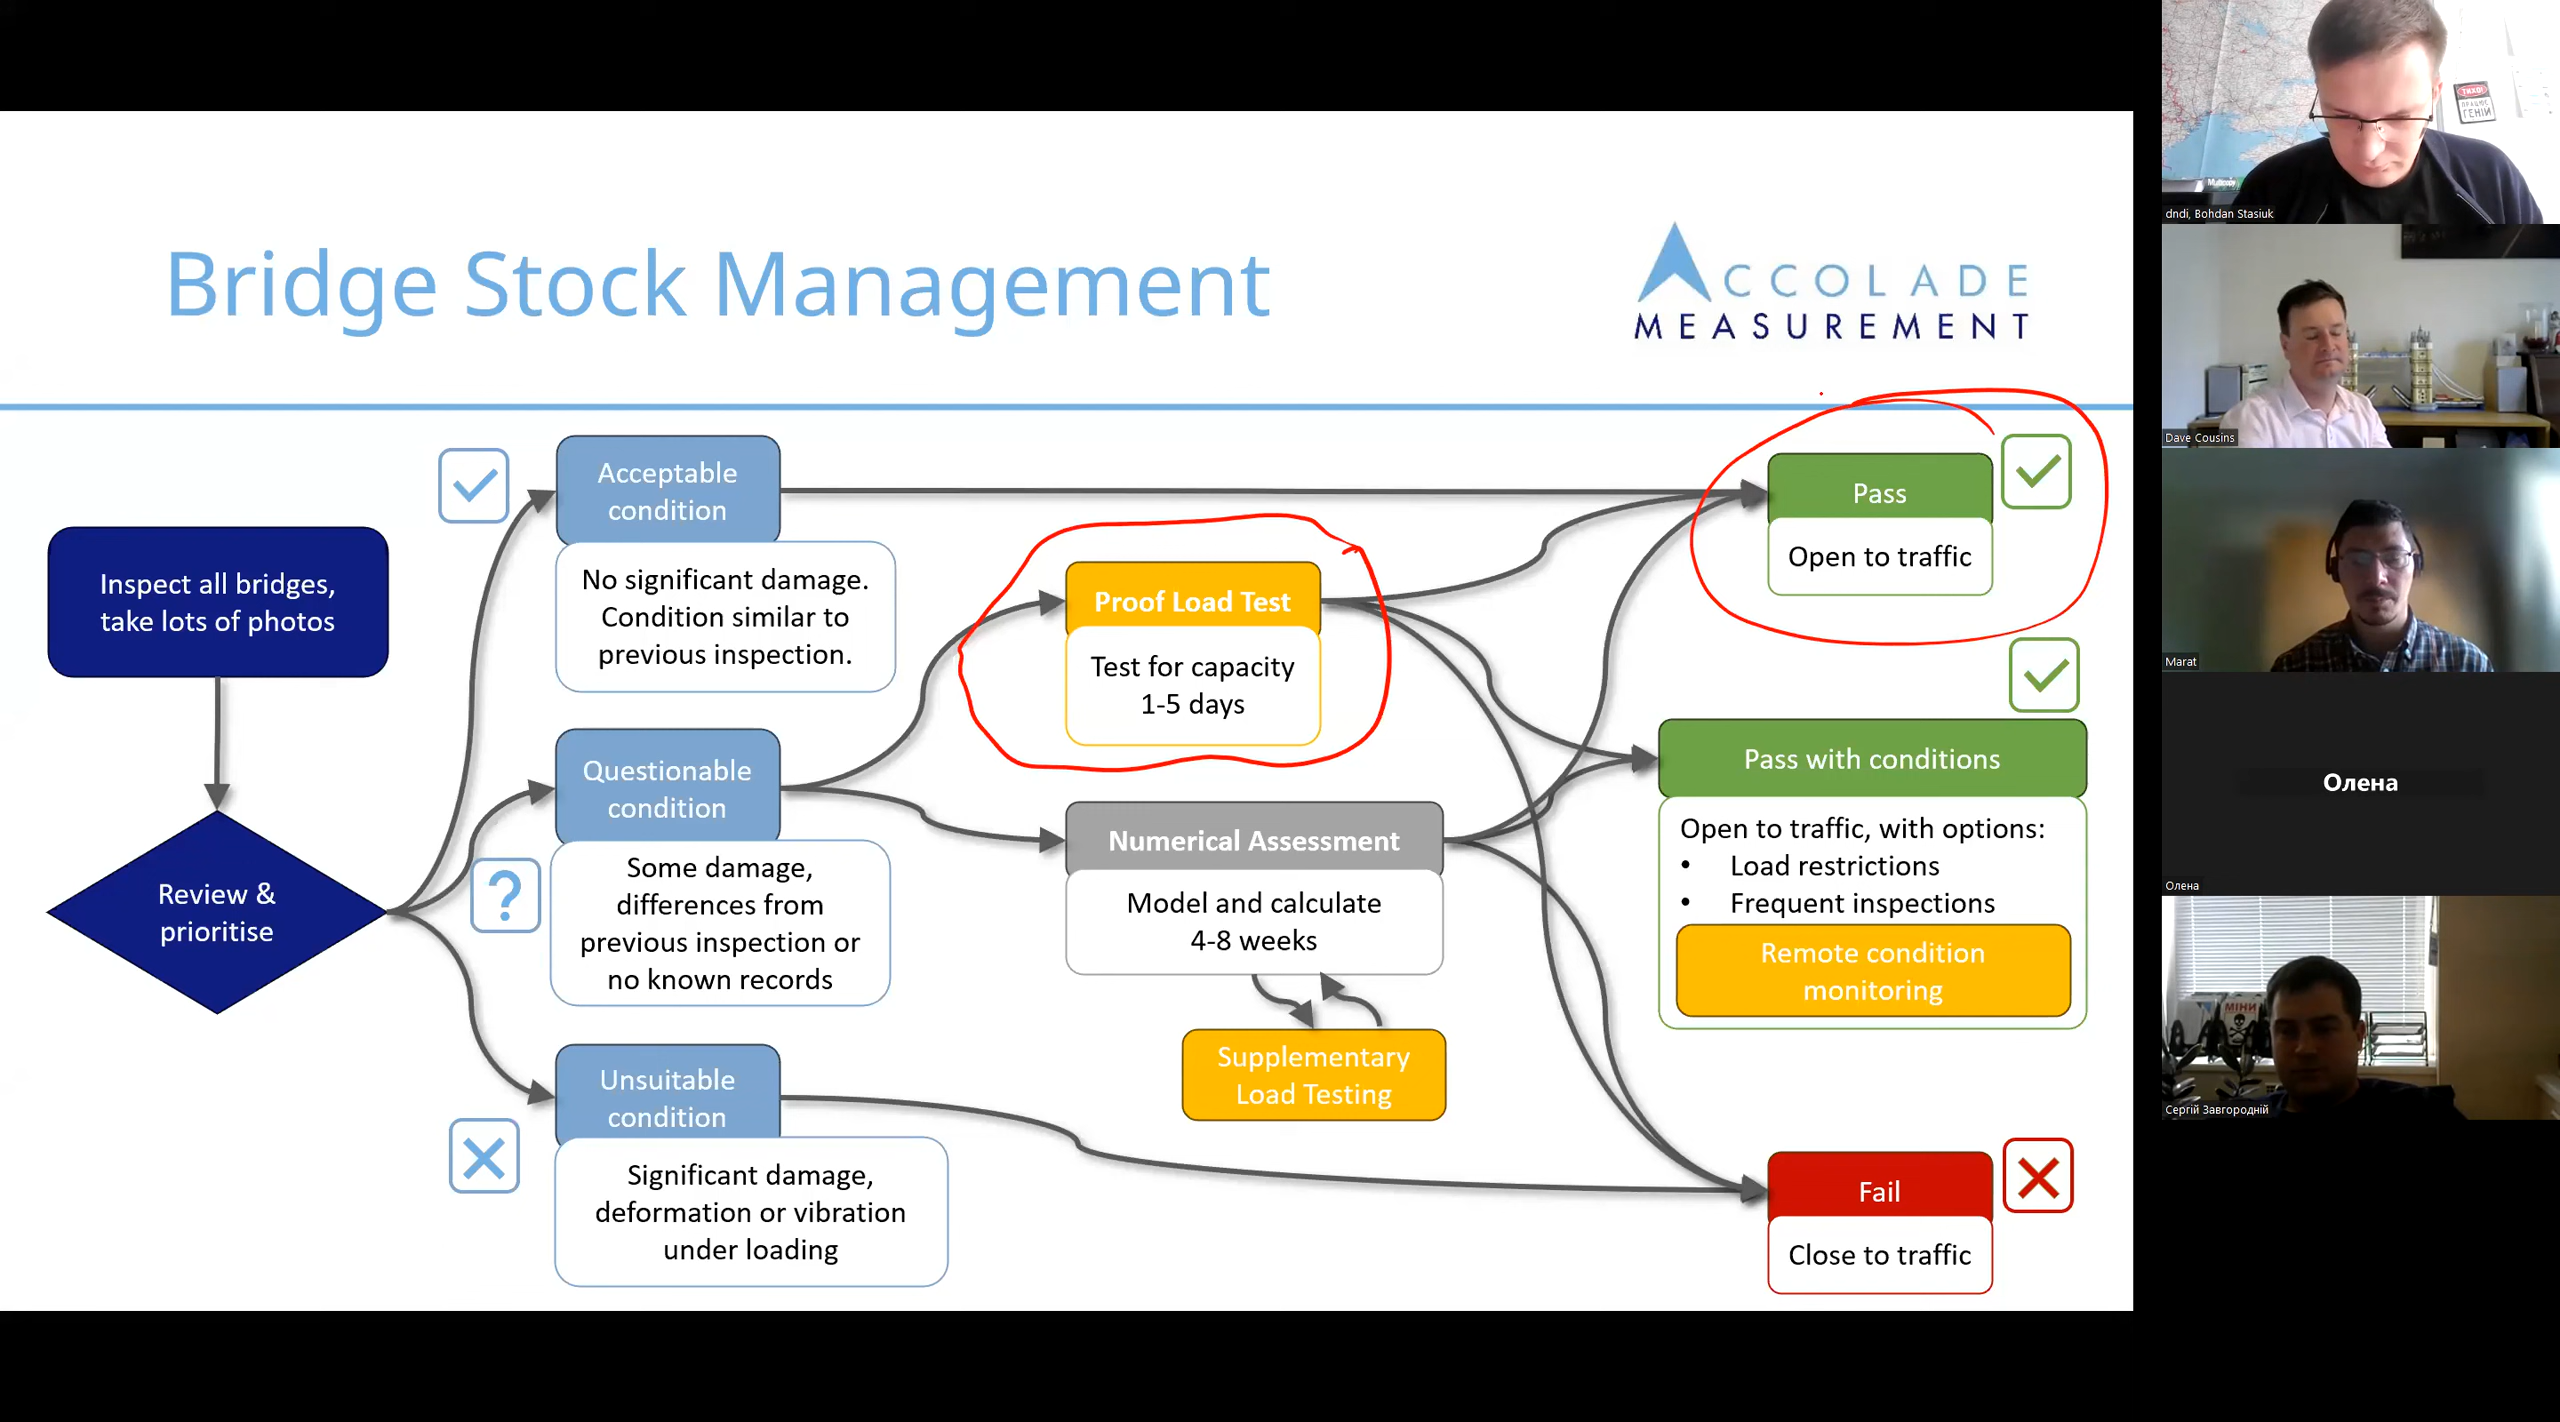 Bridge Stock Management
ACCOLADE
MEASUREMENT
Inspect all bridges,
take lots of photos
Review &
prioritise
Acceptable
condition
No significant damage.
Condition similar to
previous inspection.
Questionable
condition
?
Some damage,
differences from
previous inspection or
no known records
Unsuitable
condition
Significant damage,
deformation or vibration
under loading
Proof Load Test
Test for capacity
1-5 days
Numerical Assessment
Model and calculate
4-8 weeks
Supplementary
Load Testing
Pass
Open to traffic
Pass with conditions
Open to traffic, with options:
• Load restrictions
• Frequent inspections
Remote condition
monitoring
Fail
Close to traffic
ТИХО!
ПРАЦЮЄ
ГЕНІЙ
Multicopy
dndi, Bohdan Stasiuk
Dave Cousins
Marat
Олена
Олена
МІНИ
Сергій Завгородній